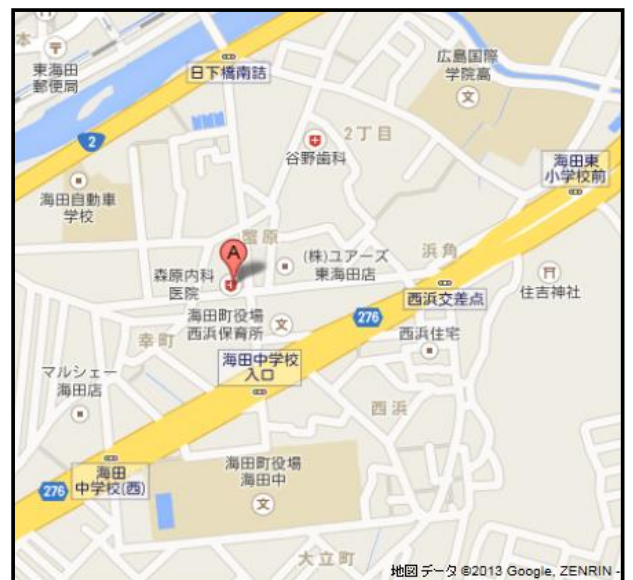 本
〒
東海田
郵便局
日下橋南詰
広島国際
学院高
文
2
2丁目
谷野歯科
海田東
小学校前
海田自動車
学校
蟹原
A
浜角
(株)ユアーズ
東海田店
森原内科
医院
西浜交差点
住吉神社
海田町役場
西浜保育所
文
276
西浜住宅
幸町
海田中学校
入口
マルシェー
海田店
西浜
海田
中学校(西)
276
海田町役場
海田中
文
大立町
地図 データ ©2013 Google, ZENRIN -